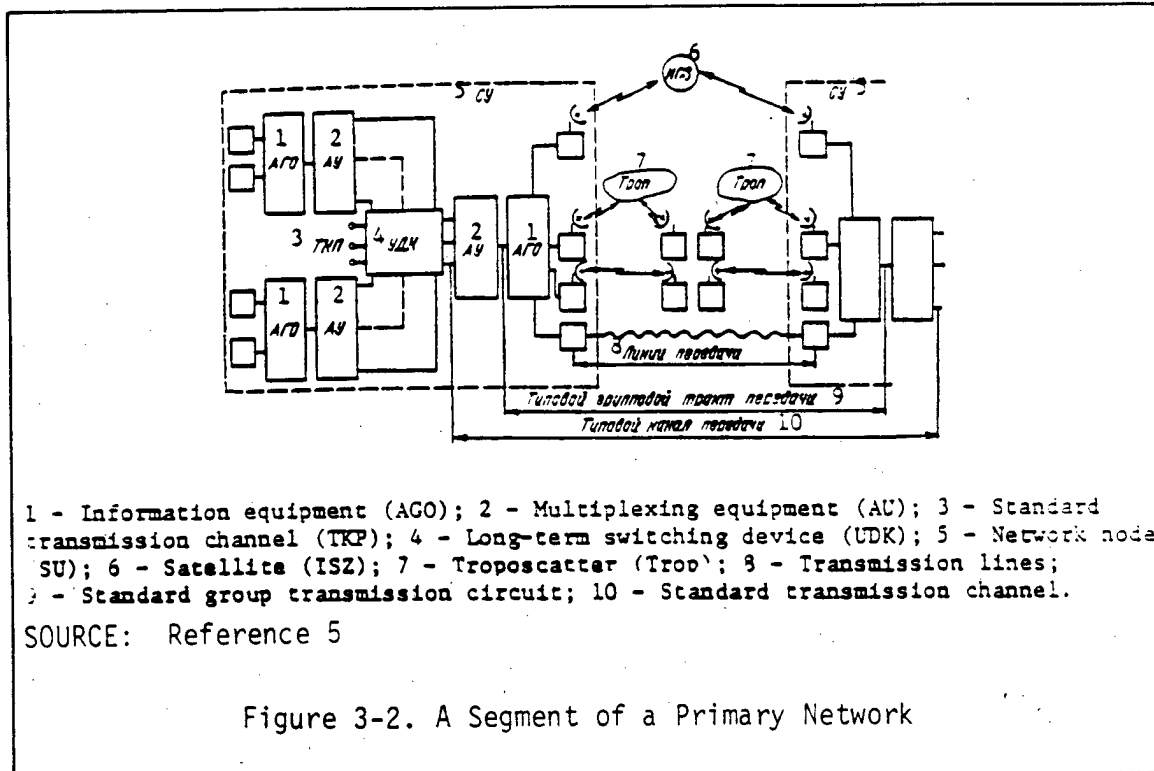 6
ИСЗ
5 СУ
СУ 5
1
АГО
2
АУ
7
Троп
7
Троп
3
ТКП
4 УДК
2
АУ
1
АГО
1
АГО
2
АУ
8
Линии передачи
Типовой групповой тракт передачи 9
Типовой канал передачи 10
1 - Information equipment (AGO); 2 - Multiplexing equipment (AU); 3 - Standard
transmission channel (TKP); 4 - Long-term switching device (UDK); 5 - Network node
SU); 6 - Satellite (ISZ); 7 - Troposcatter (Trop); 8 - Transmission lines;
9 - Standard group transmission circuit; 10 - Standard transmission channel.
SOURCE: Reference 5
Figure 3-2. A Segment of a Primary Network